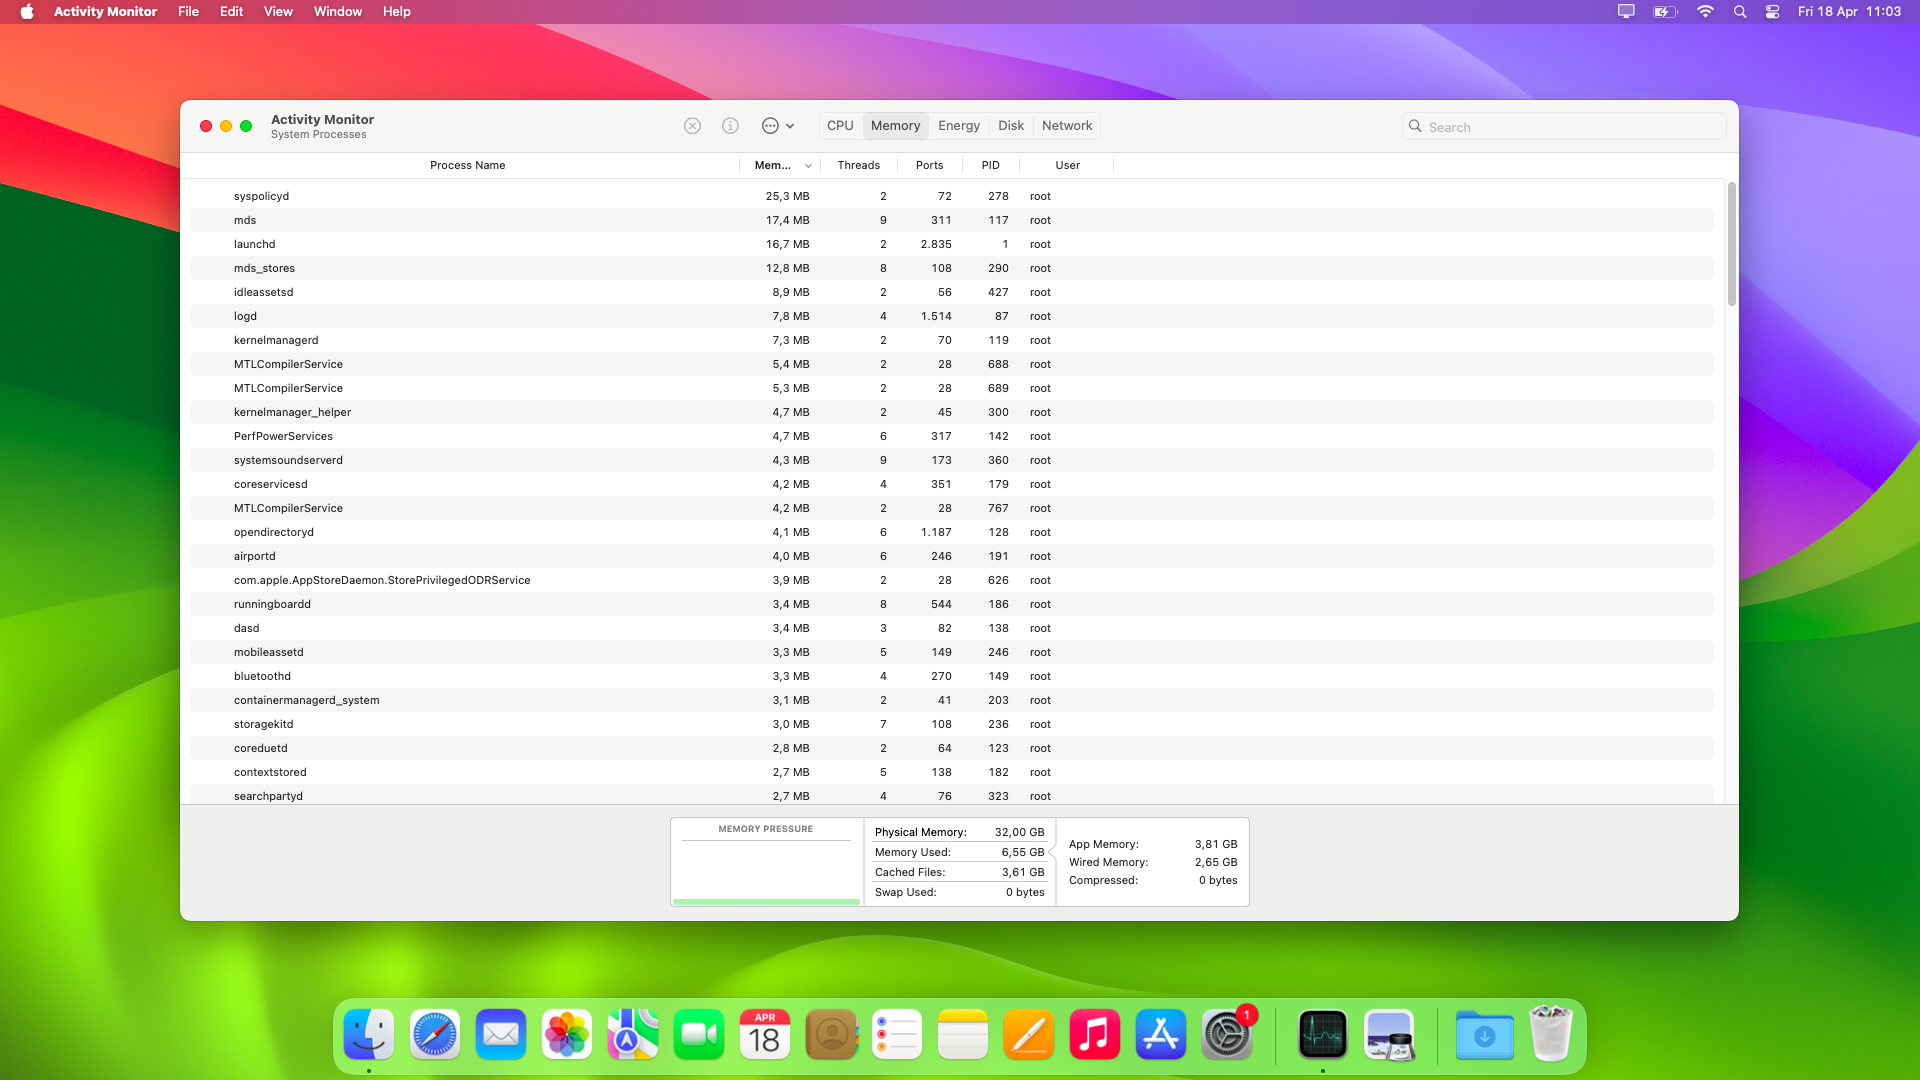 Activity Monitor File Edit View Window Help Fri 18 Apr 11:03
Activity Monitor
System Processes
CPU Memory Energy Disk Network
Search
Process Name Mem... Threads Ports PID User
syspolicyd 25,3 MB 2 72 278 root
mds 17,4 MB 9 311 117 root
launchd 16,7 MB 2 2.835 1 root
mds_stores 12,8 MB 8 108 290 root
idleassetsd 8,9 MB 2 56 427 root
logd 7,8 MB 4 1.514 87 root
kernelmanagerd 7,3 MB 2 70 119 root
MTLCompilerService 5,4 MB 2 28 688 root
MTLCompilerService 5,3 MB 2 28 689 root
kernelmanager_helper 4,7 MB 2 45 300 root
PerfPowerServices 4,7 MB 6 317 142 root
systemsoundserverd 4,3 MB 9 173 360 root
coreservicesd 4,2 MB 4 351 179 root
MTLCompilerService 4,2 MB 2 28 767 root
opendirectoryd 4,1 MB 6 1.187 128 root
airportd 4,0 MB 6 246 191 root
com.apple.AppStoreDaemon.StorePrivilegedODRService 3,9 MB 2 28 626 root
runningboardd 3,4 MB 8 544 186 root
dasd 3,4 MB 3 82 138 root
mobileassetd 3,3 MB 5 149 246 root
bluetoothd 3,3 MB 4 270 149 root
containermanagerd_system 3,1 MB 2 41 203 root
storagekitd 3,0 MB 7 108 236 root
coreduetd 2,8 MB 2 64 123 root
contextstored 2,7 MB 5 138 182 root
searchpartyd 2,7 MB 4 76 323 root
MEMORY PRESSURE
Physical Memory: 32,00 GB
Memory Used: 6,55 GB
Cached Files: 3,61 GB
Swap Used: 0 bytes
App Memory: 3,81 GB
Wired Memory: 2,65 GB
Compressed: 0 bytes
APR
18
1